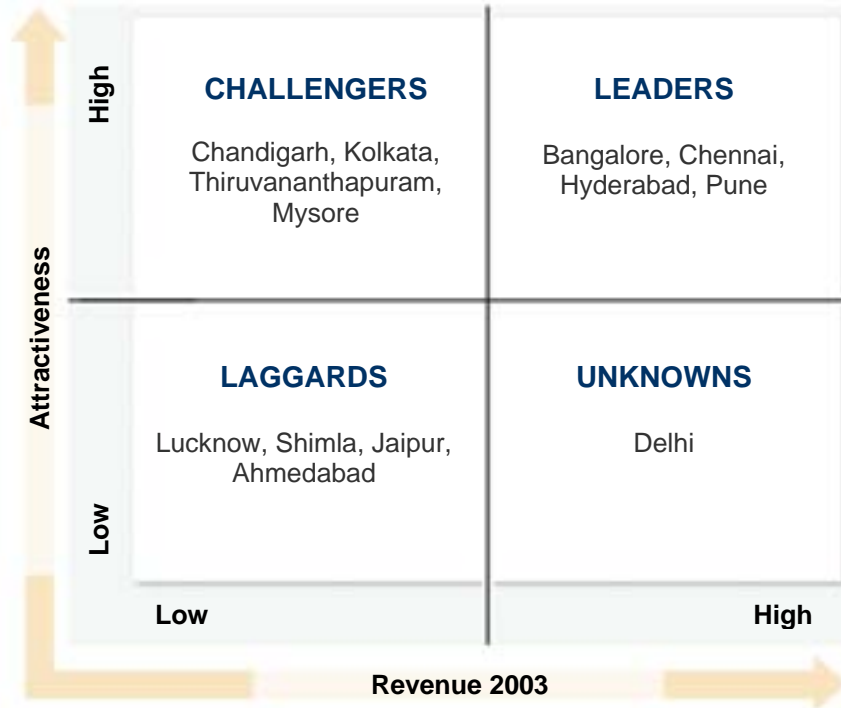 High
CHALLENGERS
Chandigarh, Kolkata,
Thiruvananthapuram,
Mysore
LEADERS
Bangalore, Chennai,
Hyderabad, Pune
Attractiveness
LAGGARDS
Lucknow, Shimla, Jaipur,
Ahmedabad
UNKNOWNS
Delhi
Low
Low
High
Revenue 2003